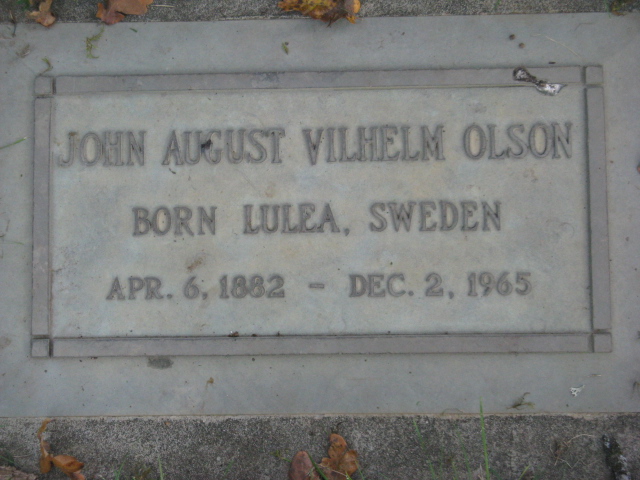 JOHN AUGUST VILHELM OLSON
BORN LULEA, SWEDEN
APR. 6, 1882 - DEC. 2, 1965